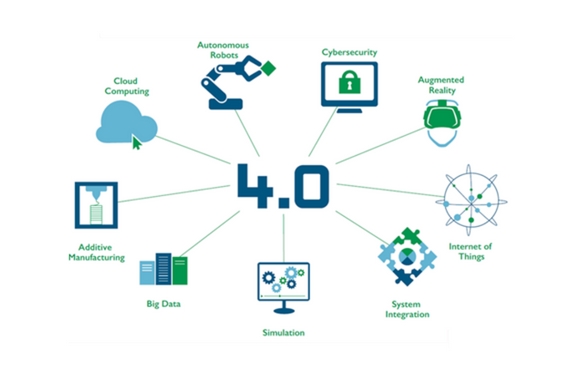 Autonomous
Robots
Cybersecurity
Cloud
Computing
Augmented
Reality
4.0
Additive
Manufacturing
Internet of
Things
Big Data
System
Integration
Simulation